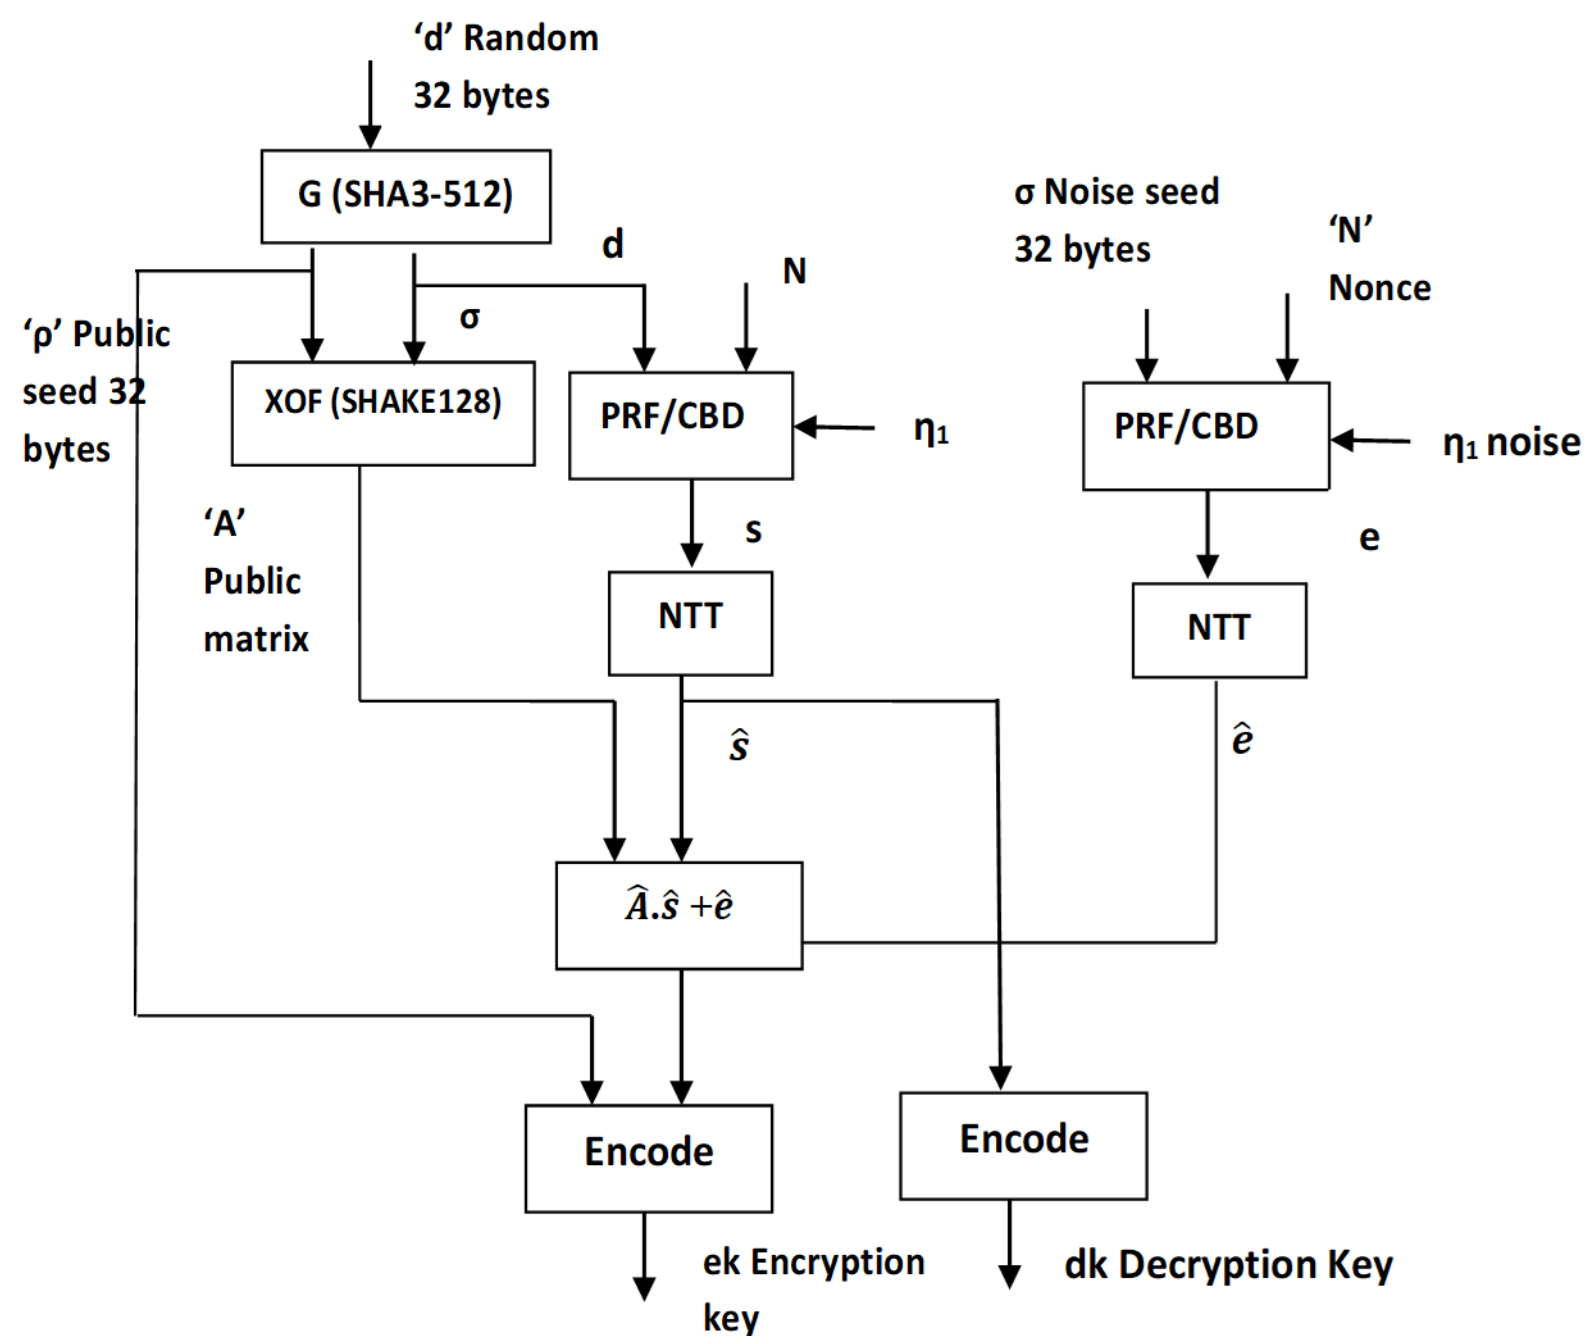 ‘d’ Random
32 bytes
G (SHA3-512)
σ Noise seed
32 bytes
‘N’
Nonce
d
N
σ
‘ρ’ Public
seed 32
bytes
XOF (SHAKE128)
PRF/CBD
η₁
PRF/CBD
η₁ noise
‘A’
Public
matrix
s
e
NTT
NTT
ŝ
ê
Â.ŝ +ê
Encode
Encode
ek Encryption
key
dk Decryption Key